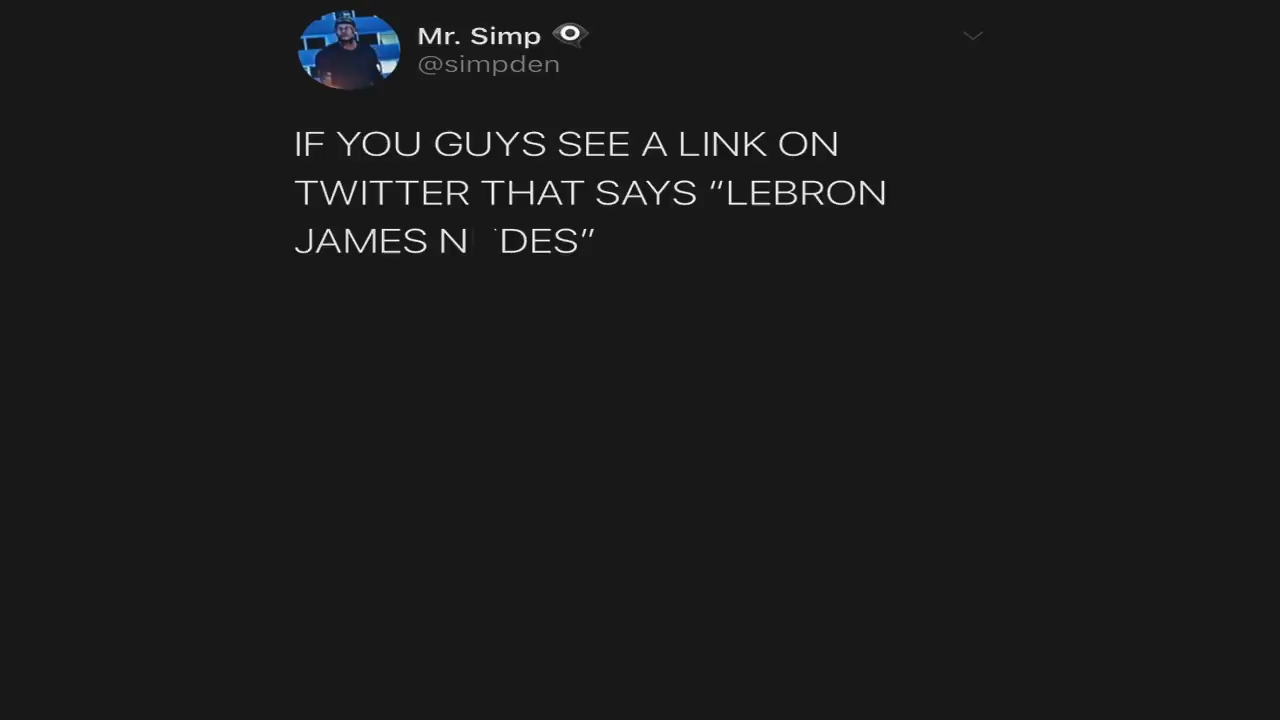 Mr. Simp
@simpden
IF YOU GUYS SEE A LINK ON
TWITTER THAT SAYS “LEBRON
JAMES N DES”